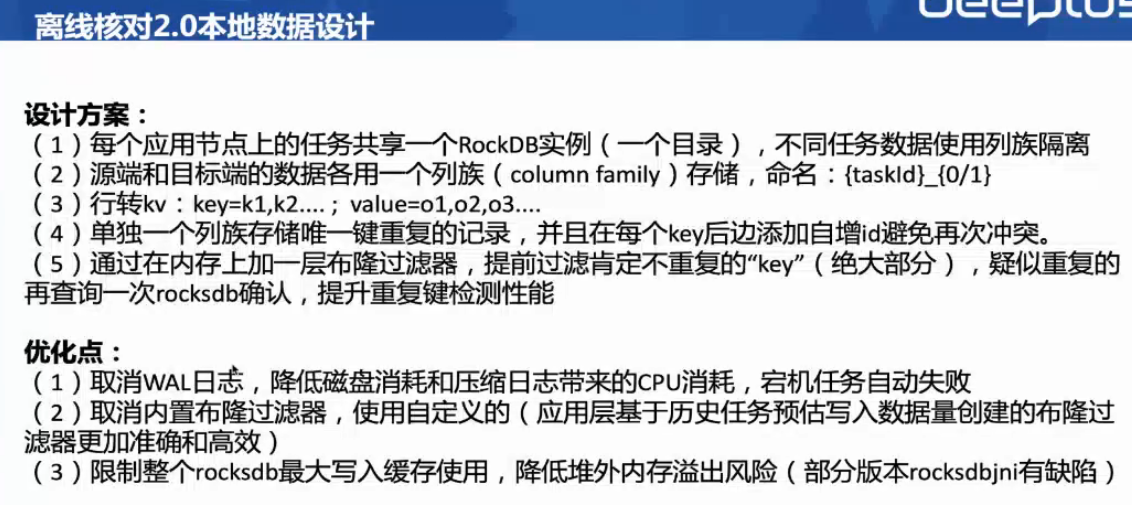 离线核对2.0本地数据设计
设计方案：
（1）每个应用节点上的任务共享一个RockDB实例（一个目录），不同任务数据使用列族隔离
（2）源端和目标端的数据各用一个列族（column family）存储，命名：{taskId}_{0/1}
（3）行转kv：key=k1,k2....；value=o1,o2,o3....
（4）单独一个列族存储唯一键重复的记录，并且在每个key后边添加自增id避免再次冲突。
（5）通过在内存上加一层布隆过滤器，提前过滤肯定不重复的“key”（绝大部分），疑似重复的
再查询一次rocksdb确认，提升重复键检测性能
优化点：
（1）取消WAL日志，降低磁盘消耗和压缩日志带来的CPU消耗，宕机任务自动失败
（2）取消内置布隆过滤器，使用自定义的（应用层基于历史任务预估写入数据量创建的布隆过
滤器更加准确和高效）
（3）限制整个rocksdb最大写入缓存使用，降低堆外内存溢出风险（部分版本rocksdbjni有缺陷）